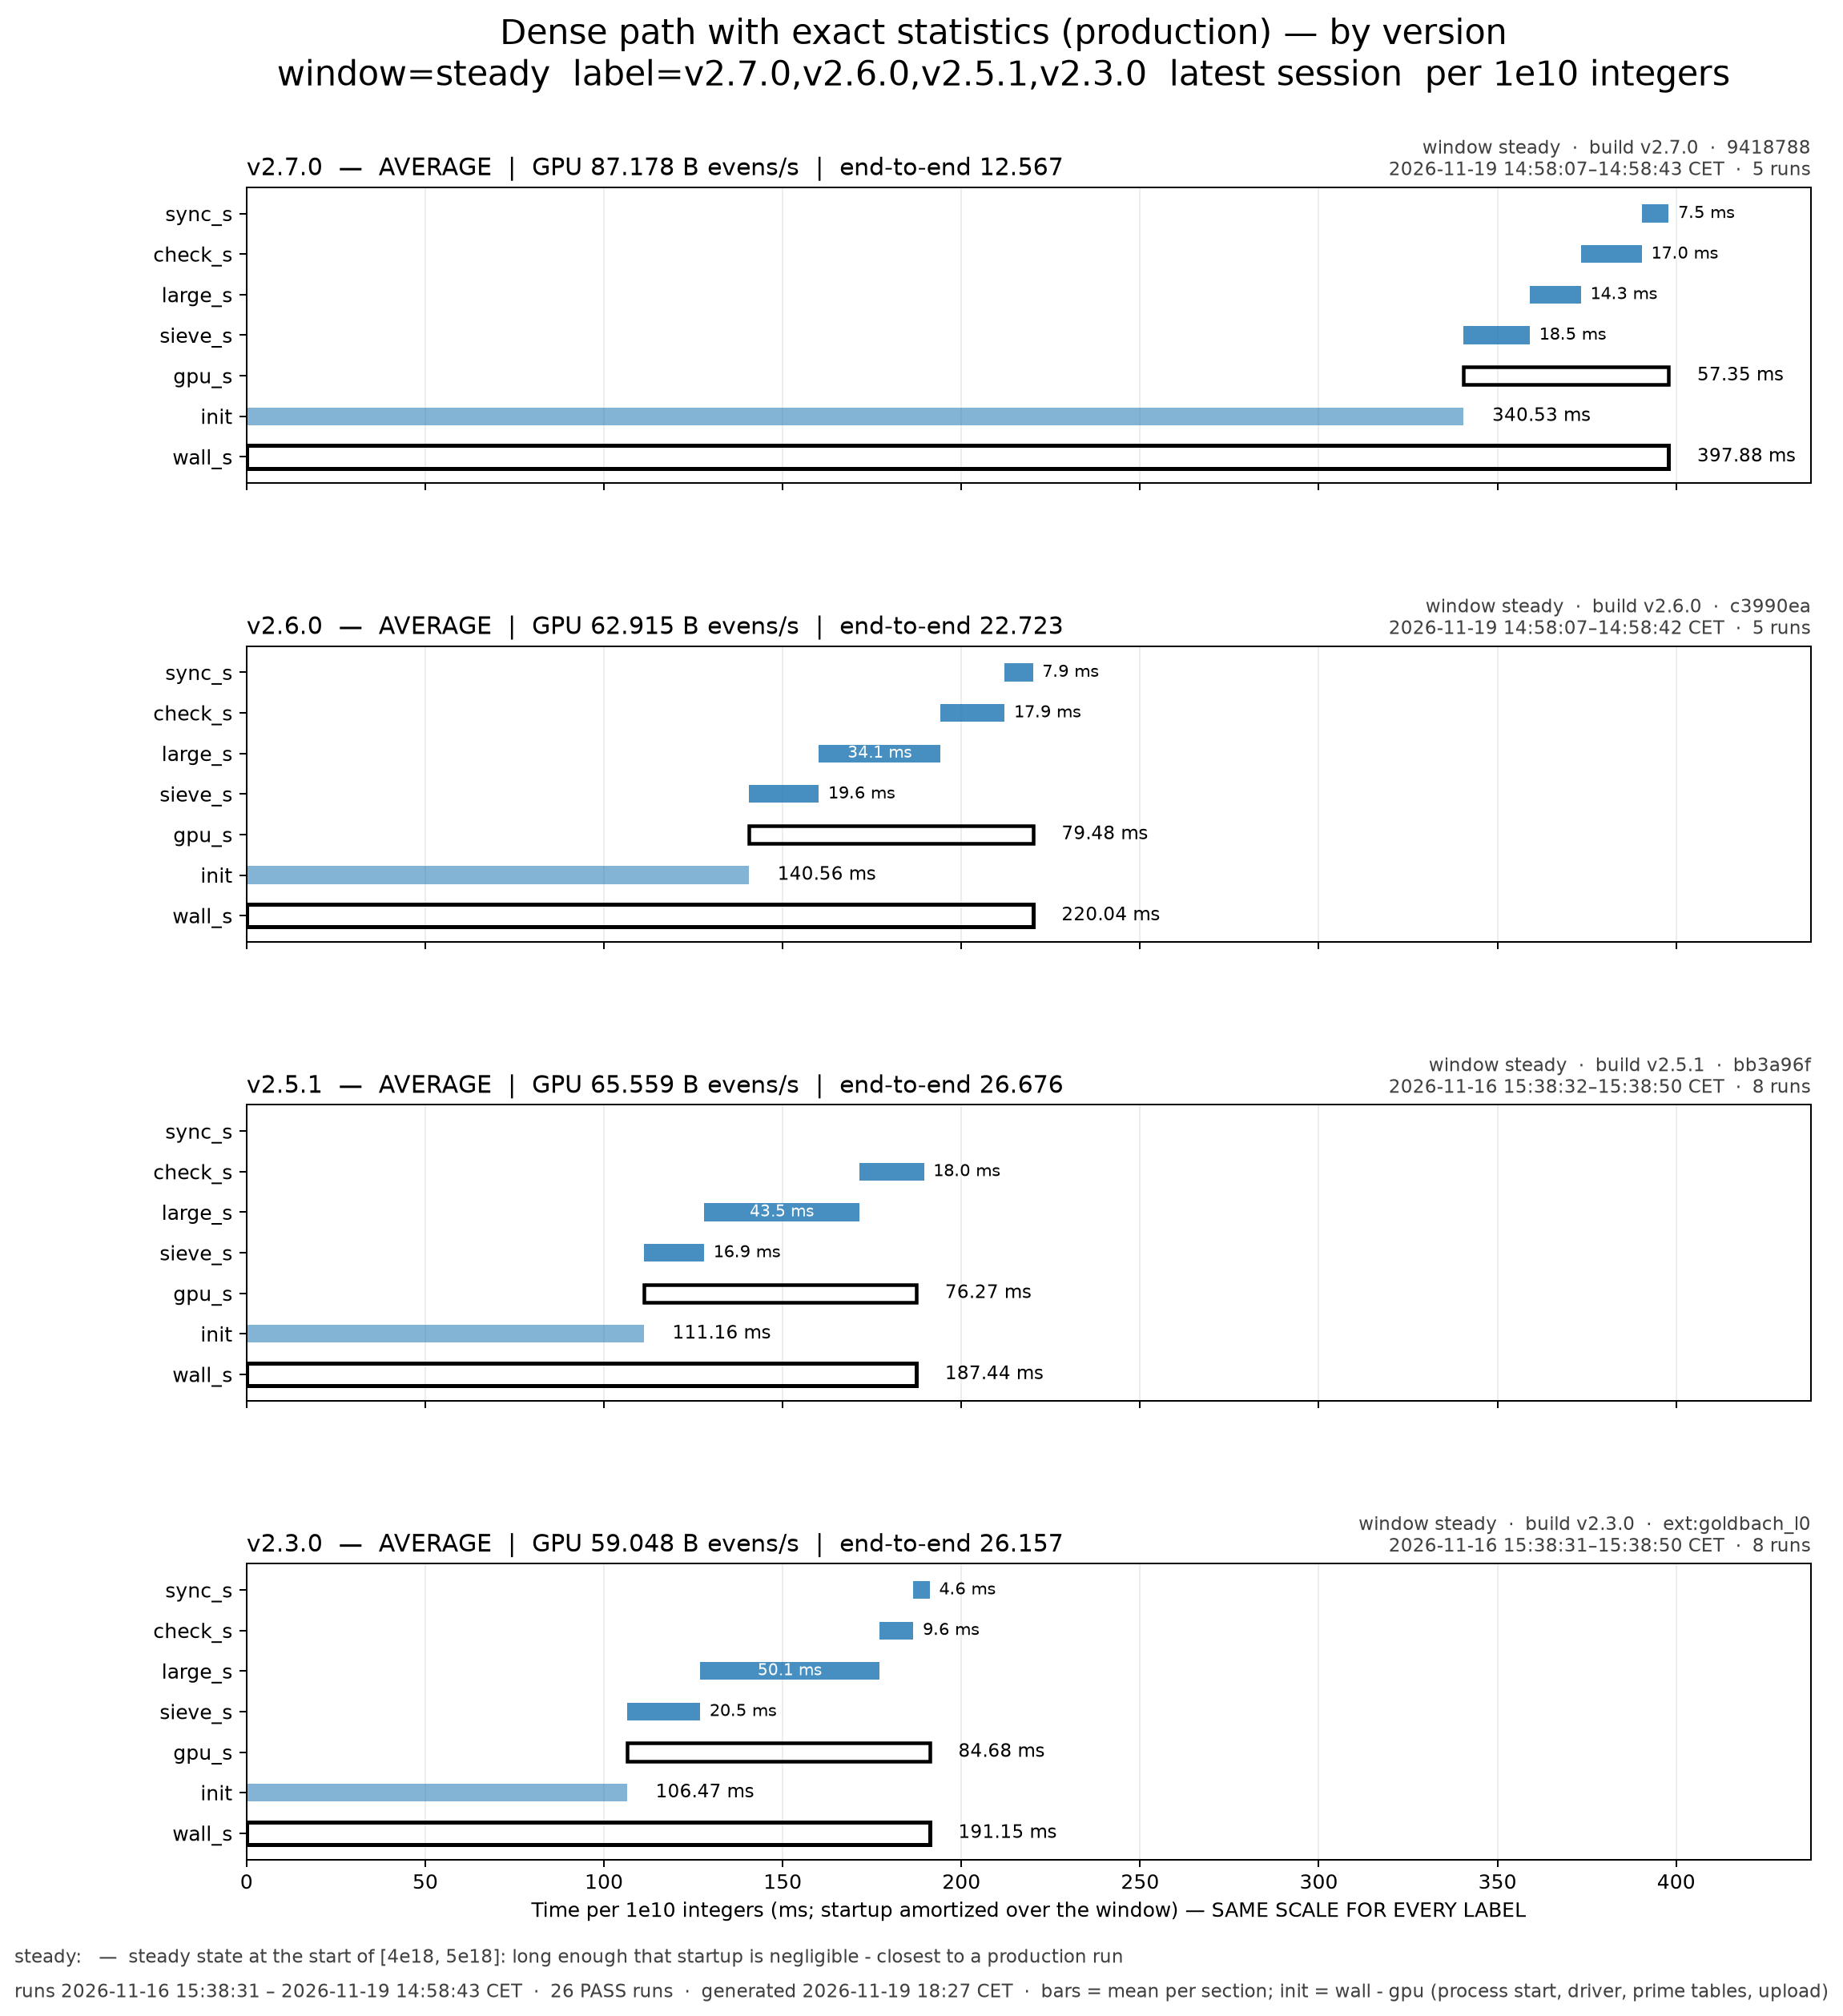 Dense path with exact statistics (production) — by version
window=steady  label=v2.7.0,v2.6.0,v2.5.1,v2.3.0  latest session  per 1e10 integers
window steady · build v2.7.0 · 9418788
v2.7.0 — AVERAGE | GPU 87.178 B evens/s | end-to-end 12.567
2026-11-19 14:58:07–14:58:43 CET · 5 runs
sync_s 7.5 ms
check_s 17.0 ms
large_s 14.3 ms
sieve_s 18.5 ms
gpu_s 57.35 ms
init 340.53 ms
wall_s 397.88 ms
window steady · build v2.6.0 · c3990ea
v2.6.0 — AVERAGE | GPU 62.915 B evens/s | end-to-end 22.723
2026-11-19 14:58:07–14:58:42 CET · 5 runs
sync_s 7.9 ms
check_s 17.9 ms
large_s 34.1 ms
sieve_s 19.6 ms
gpu_s 79.48 ms
init 140.56 ms
wall_s 220.04 ms
window steady · build v2.5.1 · bb3a96f
v2.5.1 — AVERAGE | GPU 65.559 B evens/s | end-to-end 26.676
2026-11-16 15:38:32–15:38:50 CET · 8 runs
sync_s
check_s 18.0 ms
large_s 43.5 ms
sieve_s 16.9 ms
gpu_s 76.27 ms
init 111.16 ms
wall_s 187.44 ms
window steady · build v2.3.0 · ext:goldbach_l0
v2.3.0 — AVERAGE | GPU 59.048 B evens/s | end-to-end 26.157
2026-11-16 15:38:31–15:38:50 CET · 8 runs
sync_s 4.6 ms
check_s 9.6 ms
large_s 50.1 ms
sieve_s 20.5 ms
gpu_s 84.68 ms
init 106.47 ms
wall_s 191.15 ms
0 50 100 150 200 250 300 350 400
Time per 1e10 integers (ms; startup amortized over the window) — SAME SCALE FOR EVERY LABEL
steady: — steady state at the start of [4e18, 5e18]: long enough that startup is negligible - closest to a production run
runs 2026-11-16 15:38:31 – 2026-11-19 14:58:43 CET · 26 PASS runs · generated 2026-11-19 18:27 CET · bars = mean per section; init = wall - gpu (process start, driver, prime tables, upload)